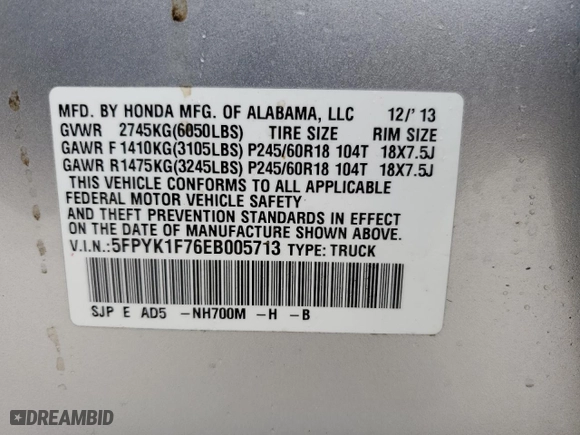 MFD. BY HONDA MFG. OF ALABAMA, LLC 12/'13
GVWR 2745KG(6050LBS) TIRE SIZE RIM SIZE
GAWR F 1410KG(3105LBS) P245/60R18 104T 18X7.5J
GAWR R1475KG(3245LBS) P245/60R18 104T 18X7.5J
THIS VEHICLE CONFORMS TO ALL APPLICABLE
FEDERAL MOTOR VEHICLE SAFETY
AND THEFT PREVENTION STANDARDS IN EFFECT
ON THE DATE OF MANUFACTURE SHOWN ABOVE.
V.I.N.:5FPYK1F76EB005713 TYPE: TRUCK
SJP E AD5 -NH700M -H -B
DREAMBID